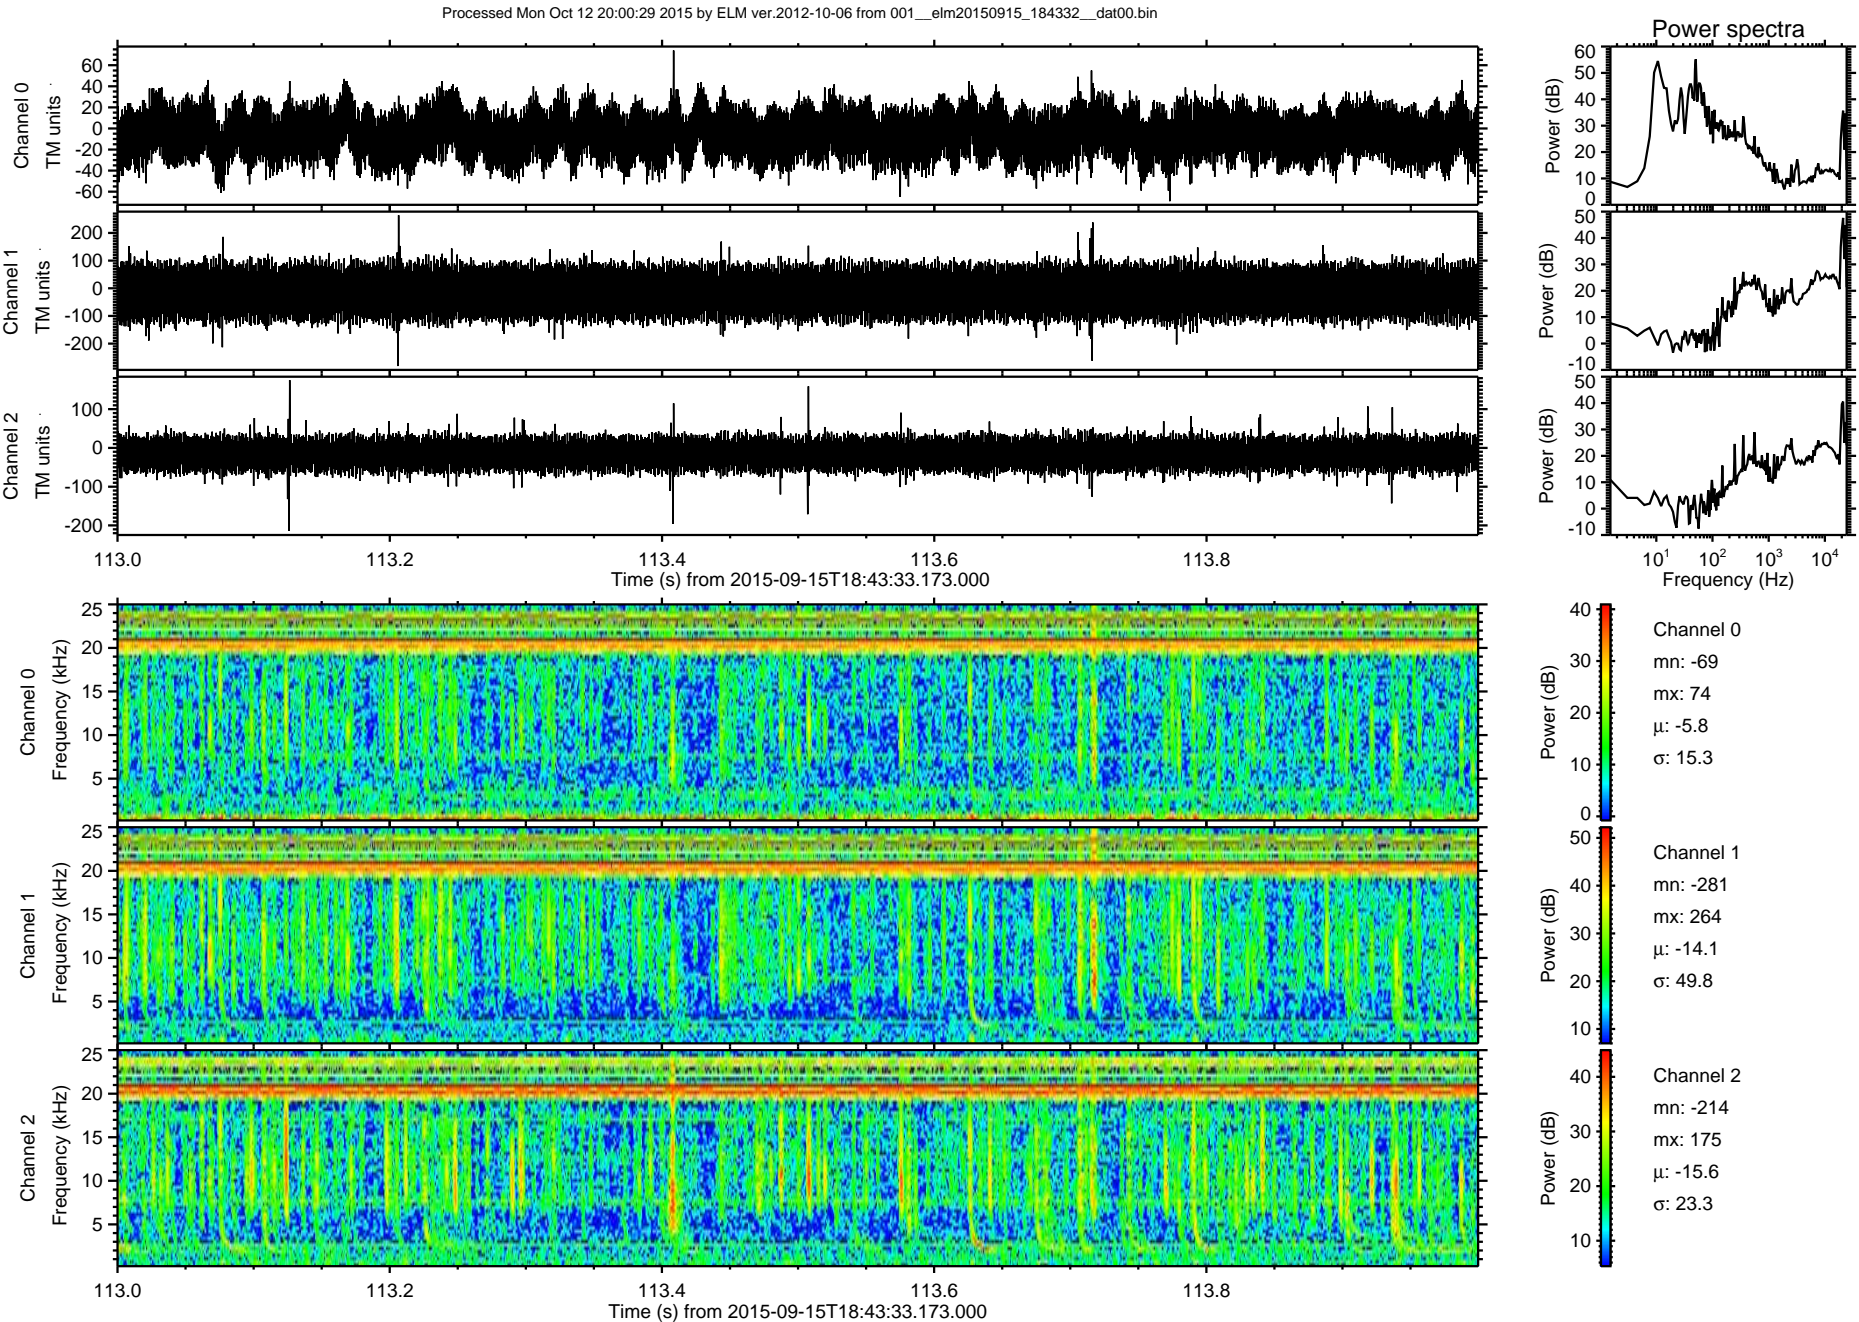 Processed Mon Oct 12 20:00:29 2015 by ELM ver.2012-10-06 from 001__elm20150915_184332__dat00.bin
Power spectra
Channel 0
TM units
60
40
20
0
-20
-40
-60
Power (dB)
60
50
40
30
20
10
0
Channel 1
TM units
200
100
0
-100
-200
Power (dB)
50
40
30
20
10
0
-10
Channel 2
TM units
100
0
-100
-200
Power (dB)
50
40
30
20
10
0
-10
113.0 113.2 113.4 113.6 113.8
Time (s) from 2015-09-15T18:43:33.173.000
10¹ 10² 10³ 10⁴
Frequency (Hz)
Channel 0
Frequency (kHz)
25
20
15
10
5
Power (dB)
40
30
20
10
0
Channel 0
mn: -69
mx: 74
μ: -5.8
σ: 15.3
Channel 1
Frequency (kHz)
25
20
15
10
5
Power (dB)
50
40
30
20
10
Channel 1
mn: -281
mx: 264
μ: -14.1
σ: 49.8
Channel 2
Frequency (kHz)
25
20
15
10
5
Power (dB)
40
30
20
10
Channel 2
mn: -214
mx: 175
μ: -15.6
σ: 23.3
113.0 113.2 113.4 113.6 113.8
Time (s) from 2015-09-15T18:43:33.173.000